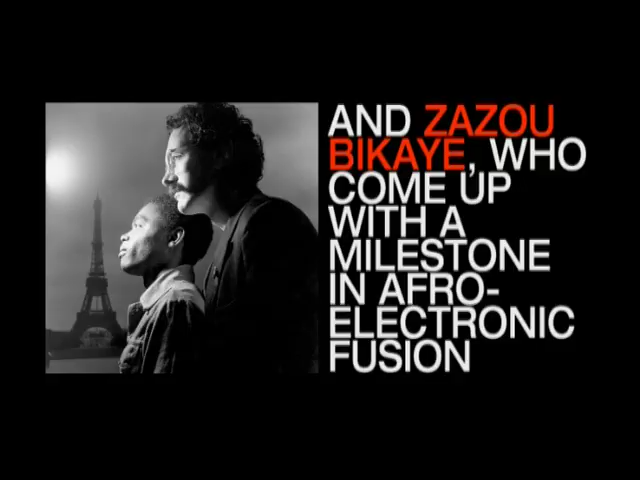 AND ZAZOU
BIKAYE, WHO
COME UP
WITH A
MILESTONE
IN AFRO-
ELECTRONIC
FUSION